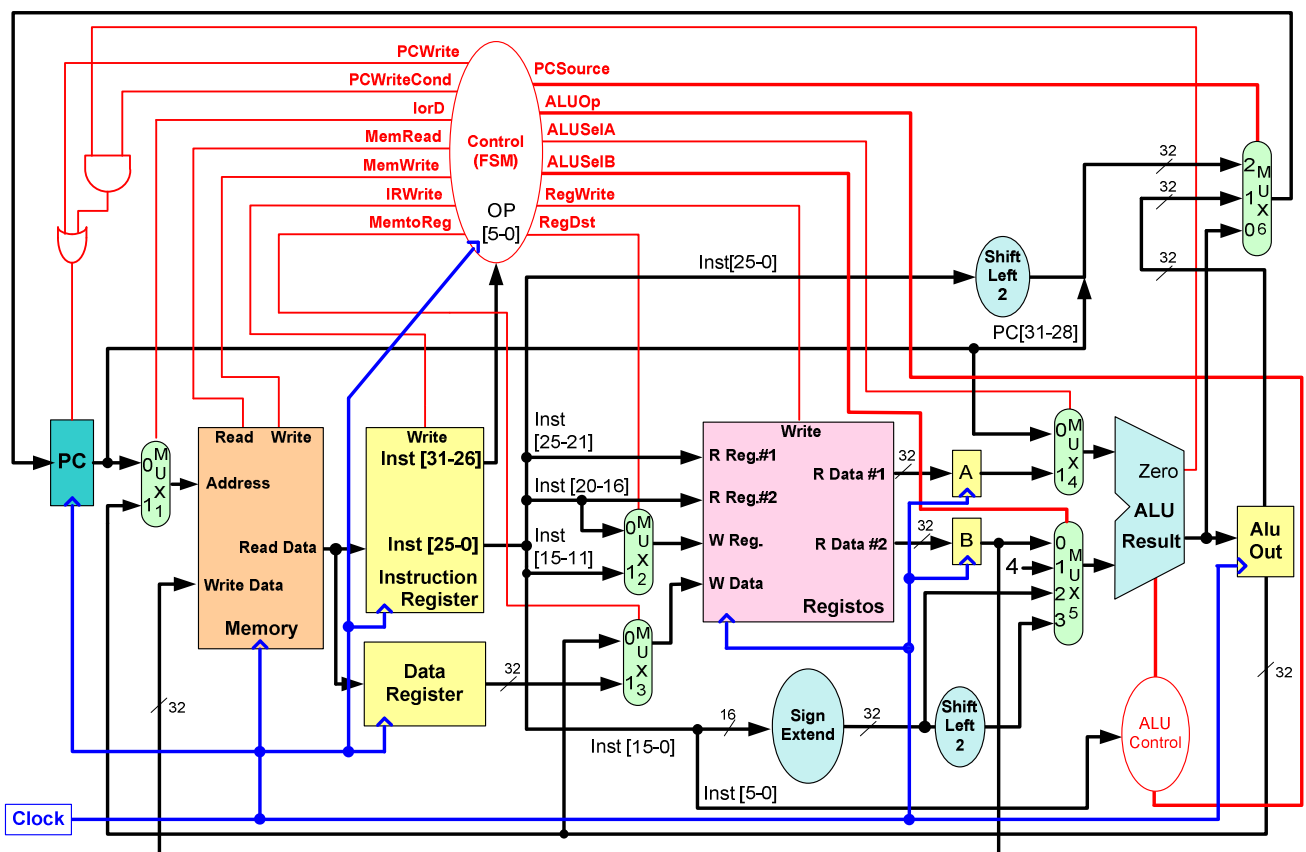 PCWrite
PCWriteCond
IorD
MemRead
MemWrite
IRWrite
MemtoReg
Control
(FSM)
OP
[5-0]
PCSource
ALUOp
ALUSelA
ALUSelB
RegWrite
RegDst
32
32
32
2
1
0
M
U
X
6
Inst[25-0]
Shift
Left
2
PC[31-28]
PC
0
1
M
U
X
1
Read Write
Address
Read Data
Write Data
Memory
Write
Inst [31-26]
Inst [25-0]
Instruction
Register
Data
Register
32
Inst
[25-21]
Inst [20-16]
Inst
[15-11]
0
1
M
U
X
2
0
1
M
U
X
3
Write
R Reg.#1
R Reg.#2
W Reg.
W Data
R Data #1
R Data #2
Registos
32
32
A
B
0
1
M
U
X
4
4
0
1
2
3
M
U
X
5
Zero
ALU
Result
Alu
Out
32
32
Inst [15-0]
16
Sign
Extend
32
Shift
Left
2
Inst [5-0]
ALU
Control
Clock